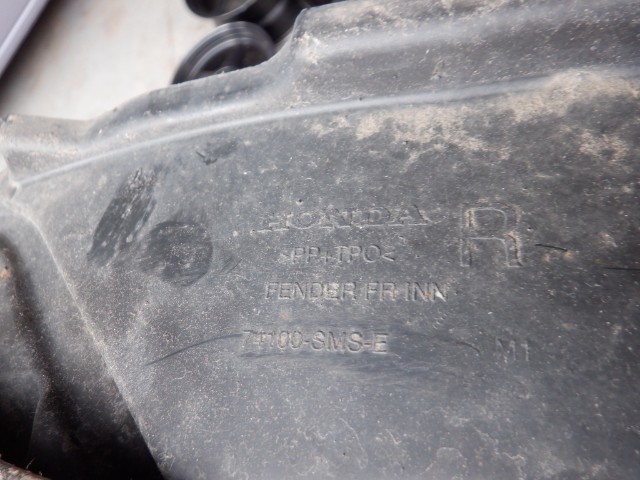 HONDA
R
>PP+TPO<
FENDER FR INN
74100-SMS-E
M1